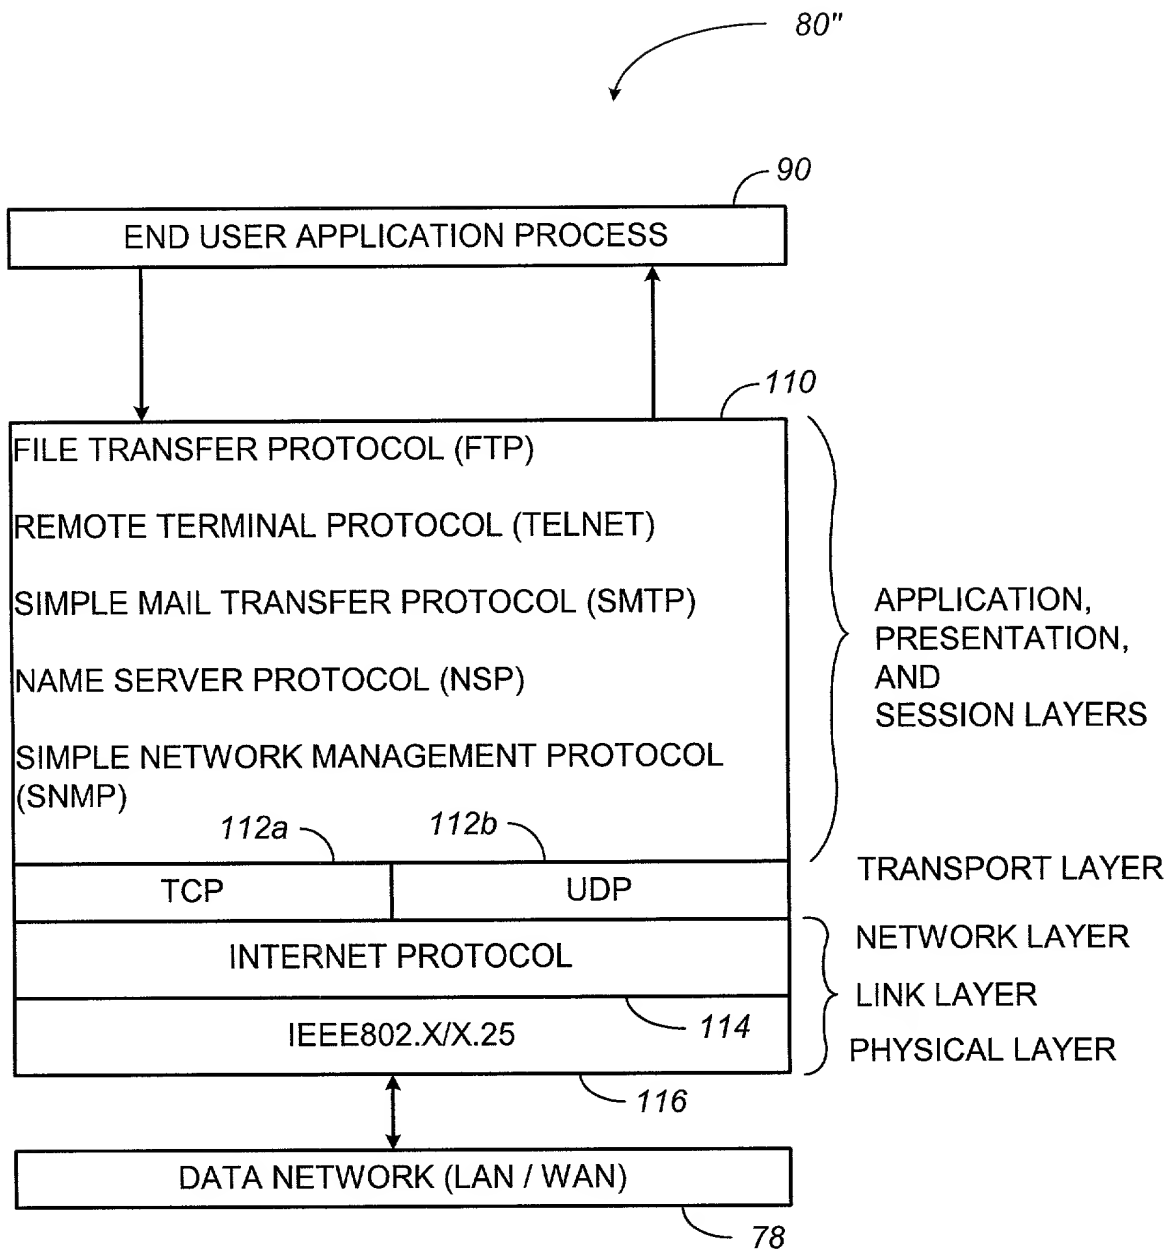 80"
90
END USER APPLICATION PROCESS
110
FILE TRANSFER PROTOCOL (FTP)
REMOTE TERMINAL PROTOCOL (TELNET)
SIMPLE MAIL TRANSFER PROTOCOL (SMTP)
NAME SERVER PROTOCOL (NSP)
SIMPLE NETWORK MANAGEMENT PROTOCOL
(SNMP)
APPLICATION,
PRESENTATION,
AND
SESSION LAYERS
112a
112b
TCP
UDP
TRANSPORT LAYER
INTERNET PROTOCOL
NETWORK LAYER
114
LINK LAYER
IEEE802.X/X.25
PHYSICAL LAYER
116
DATA NETWORK (LAN / WAN)
78